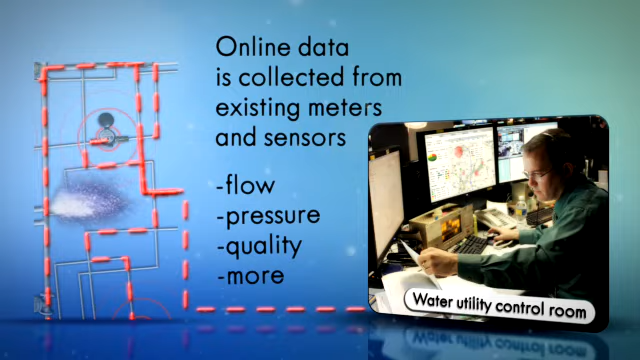 Online data
is collected from
existing meters
and sensors
-flow
-pressure
-quality
-more
Water utility control room